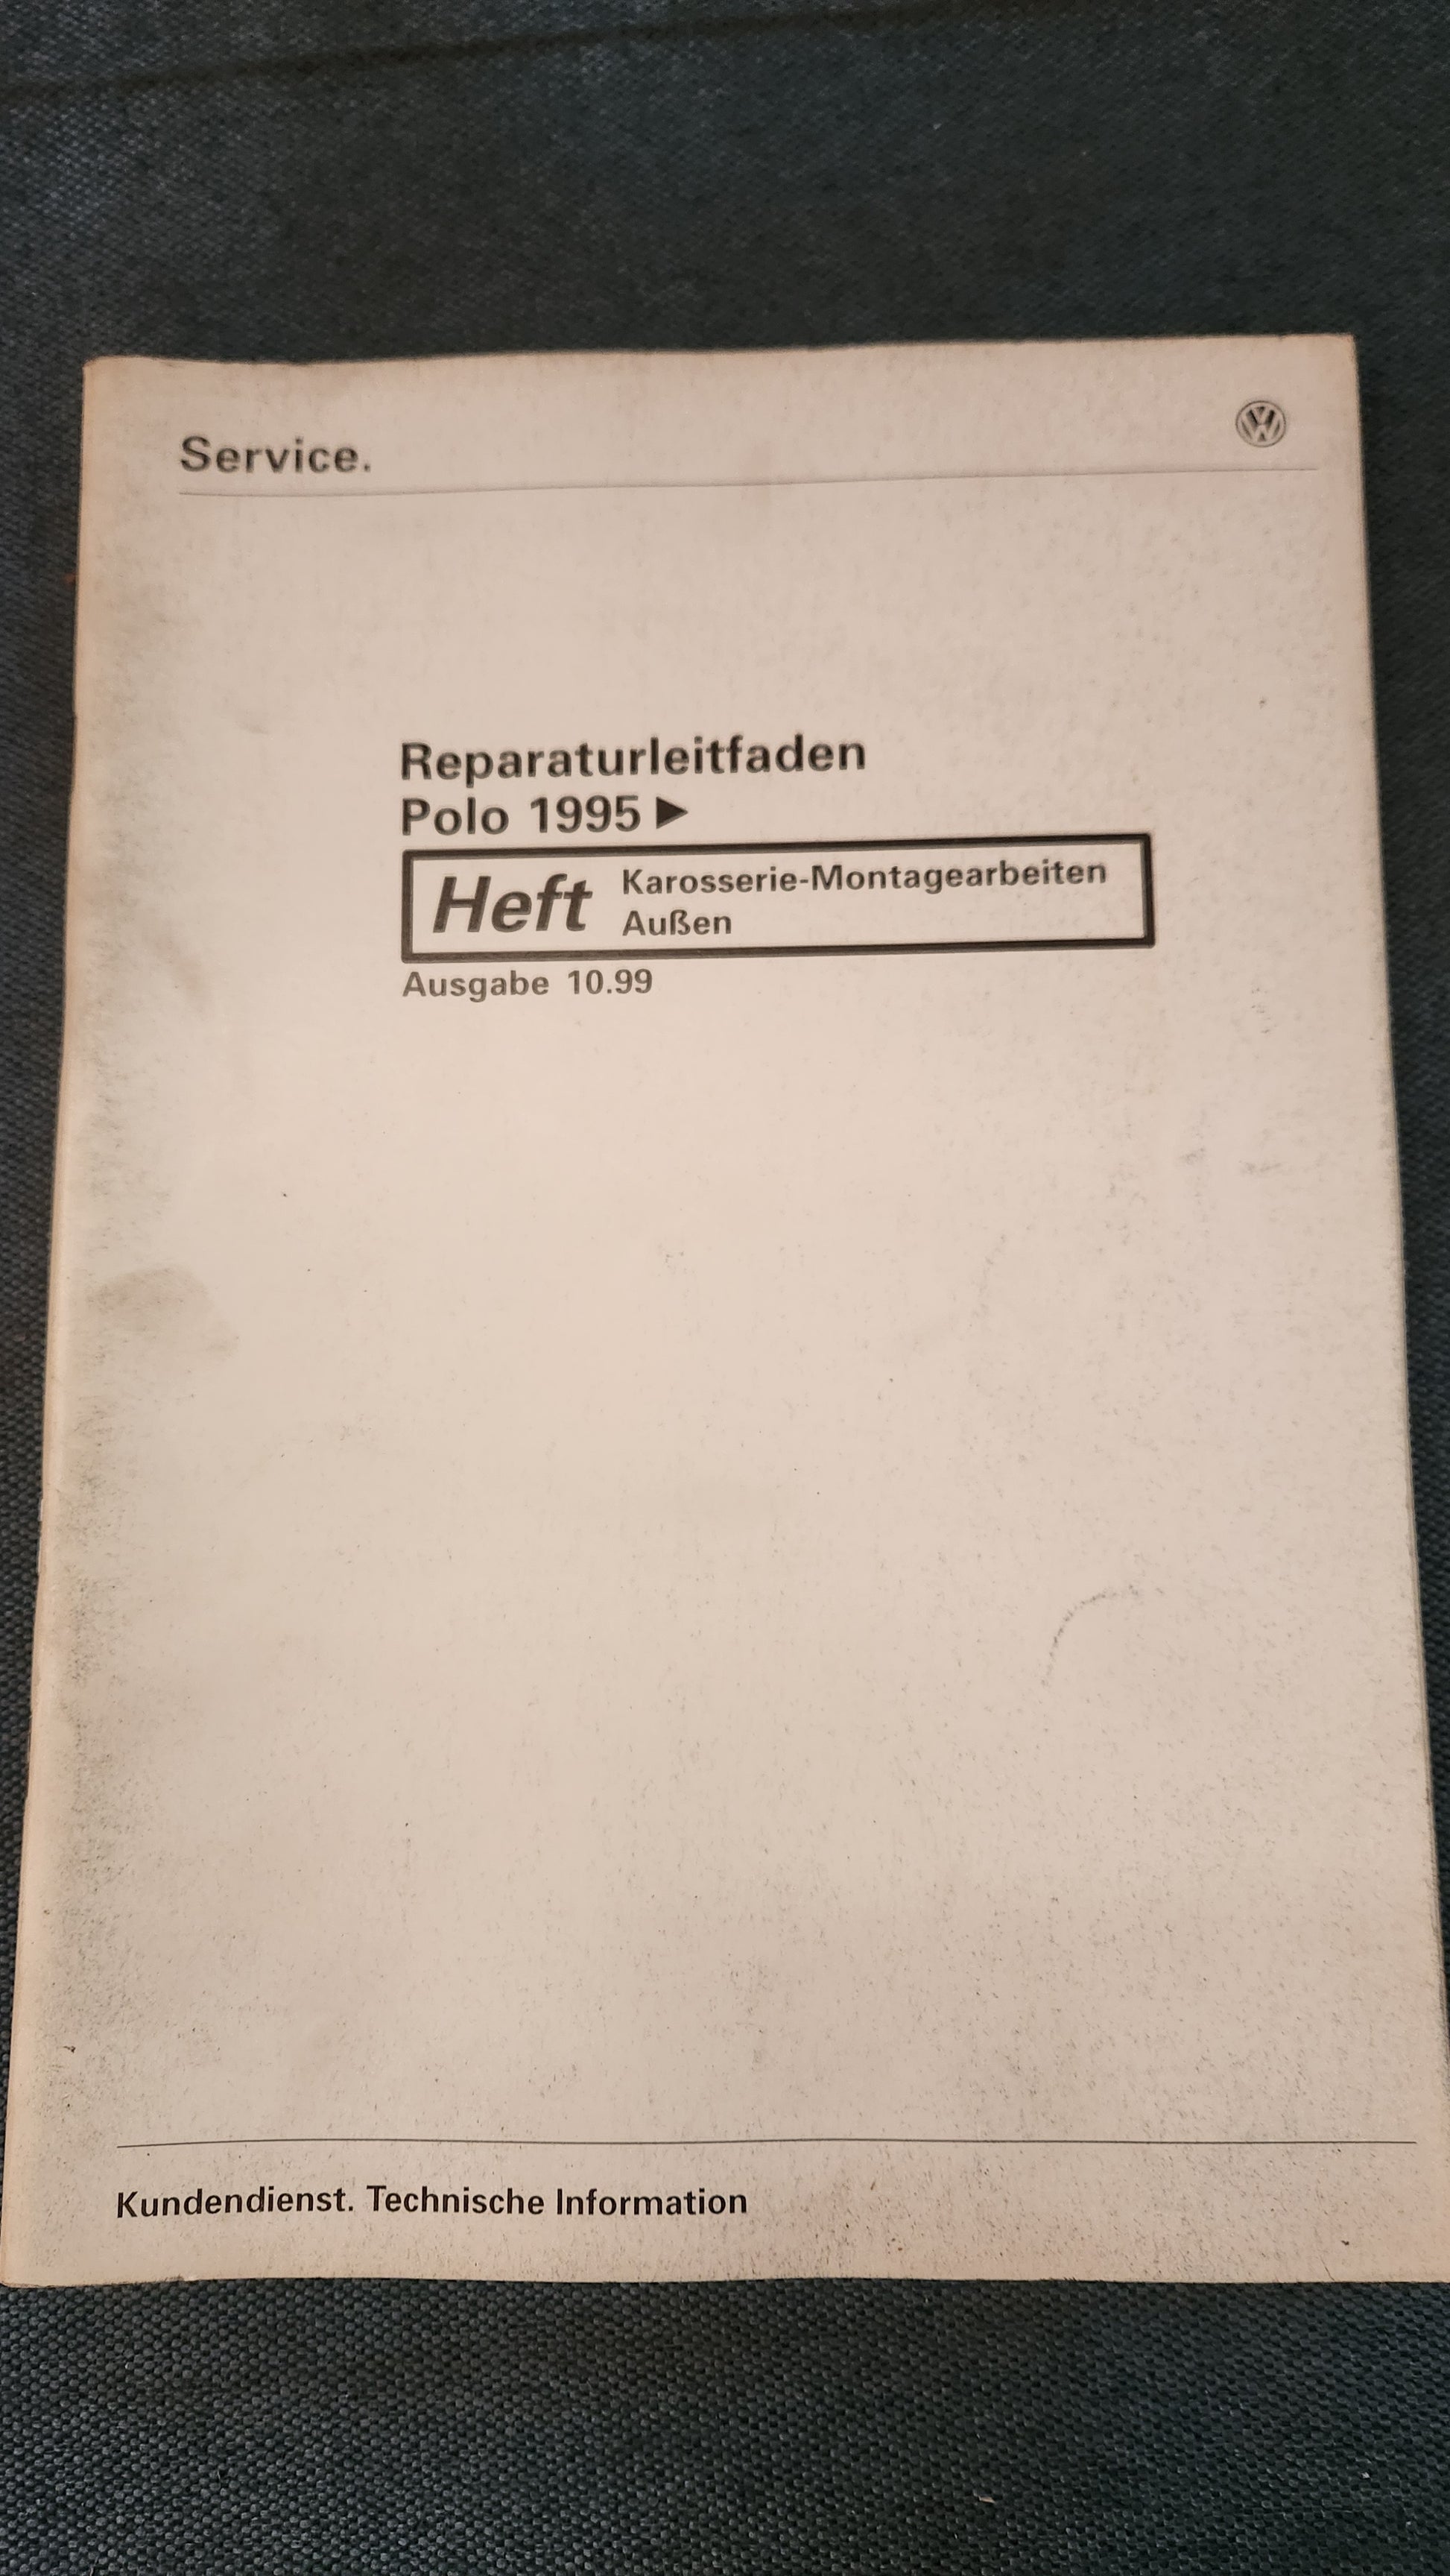 Service.
Reparaturleitfaden
Polo 1995 ►
Heft
Karosserie-Montagearbeiten
Außen
Ausgabe 10.99
Kundendienst. Technische Information